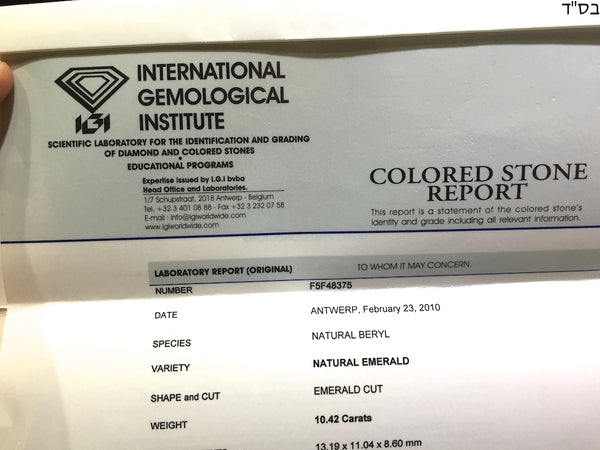 בס"ד
INTERNATIONAL
GEMOLOGICAL
INSTITUTE
IGI
SCIENTIFIC LABORATORY FOR THE IDENTIFICATION AND GRADING
OF DIAMOND AND COLORED STONES
•
EDUCATIONAL PROGRAMS
Expertise issued by I.G.I bvba
Head Office and Laboratories.
1/7 Schupstraat, 2018 Antwerp - Belgium
Tel. +32 3 401 08 88 - Fax +32 3 232 07 58
E-mail : info@igiworldwide.com
www.igiworldwide.com
COLORED STONE
REPORT
This report is a statement of the colored stone's
identity and grade including all relevant information.
LABORATORY REPORT (ORIGINAL) TO WHOM IT MAY CONCERN.
NUMBER F5F48375
DATE ANTWERP, February 23, 2010
SPECIES NATURAL BERYL
VARIETY NATURAL EMERALD
SHAPE and CUT EMERALD CUT
WEIGHT 10.42 Carats
13.19 x 11.04 x 8.60 mm